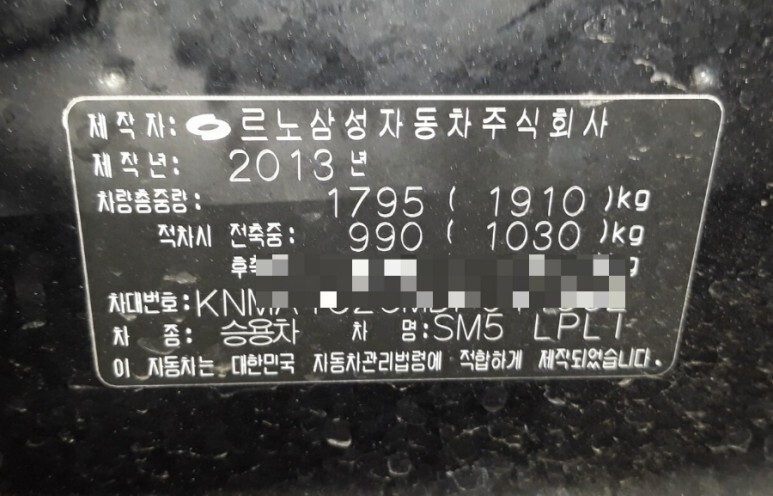 제작자: 르노삼성자동차주식회사
제작년: 2013년
차량총중량: 1795 ( 1910 )kg
적차시 전축중: 990 ( 1030 )kg
차대번호:
차 종: 승용차 차 명:SM5 LPLI
이 자동차는 대한민국 자동차관리법령에 적합하게 제작되었습니다.